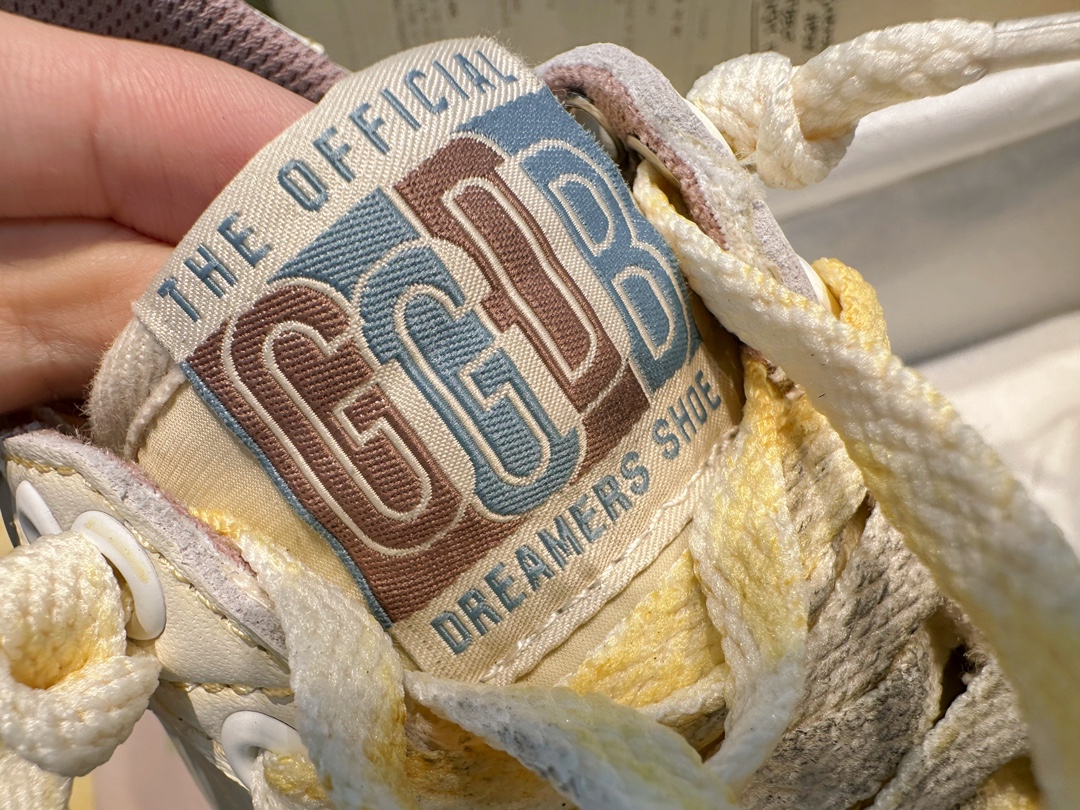 THE OFFICIAL
GGDB
DREAMERS SHOE